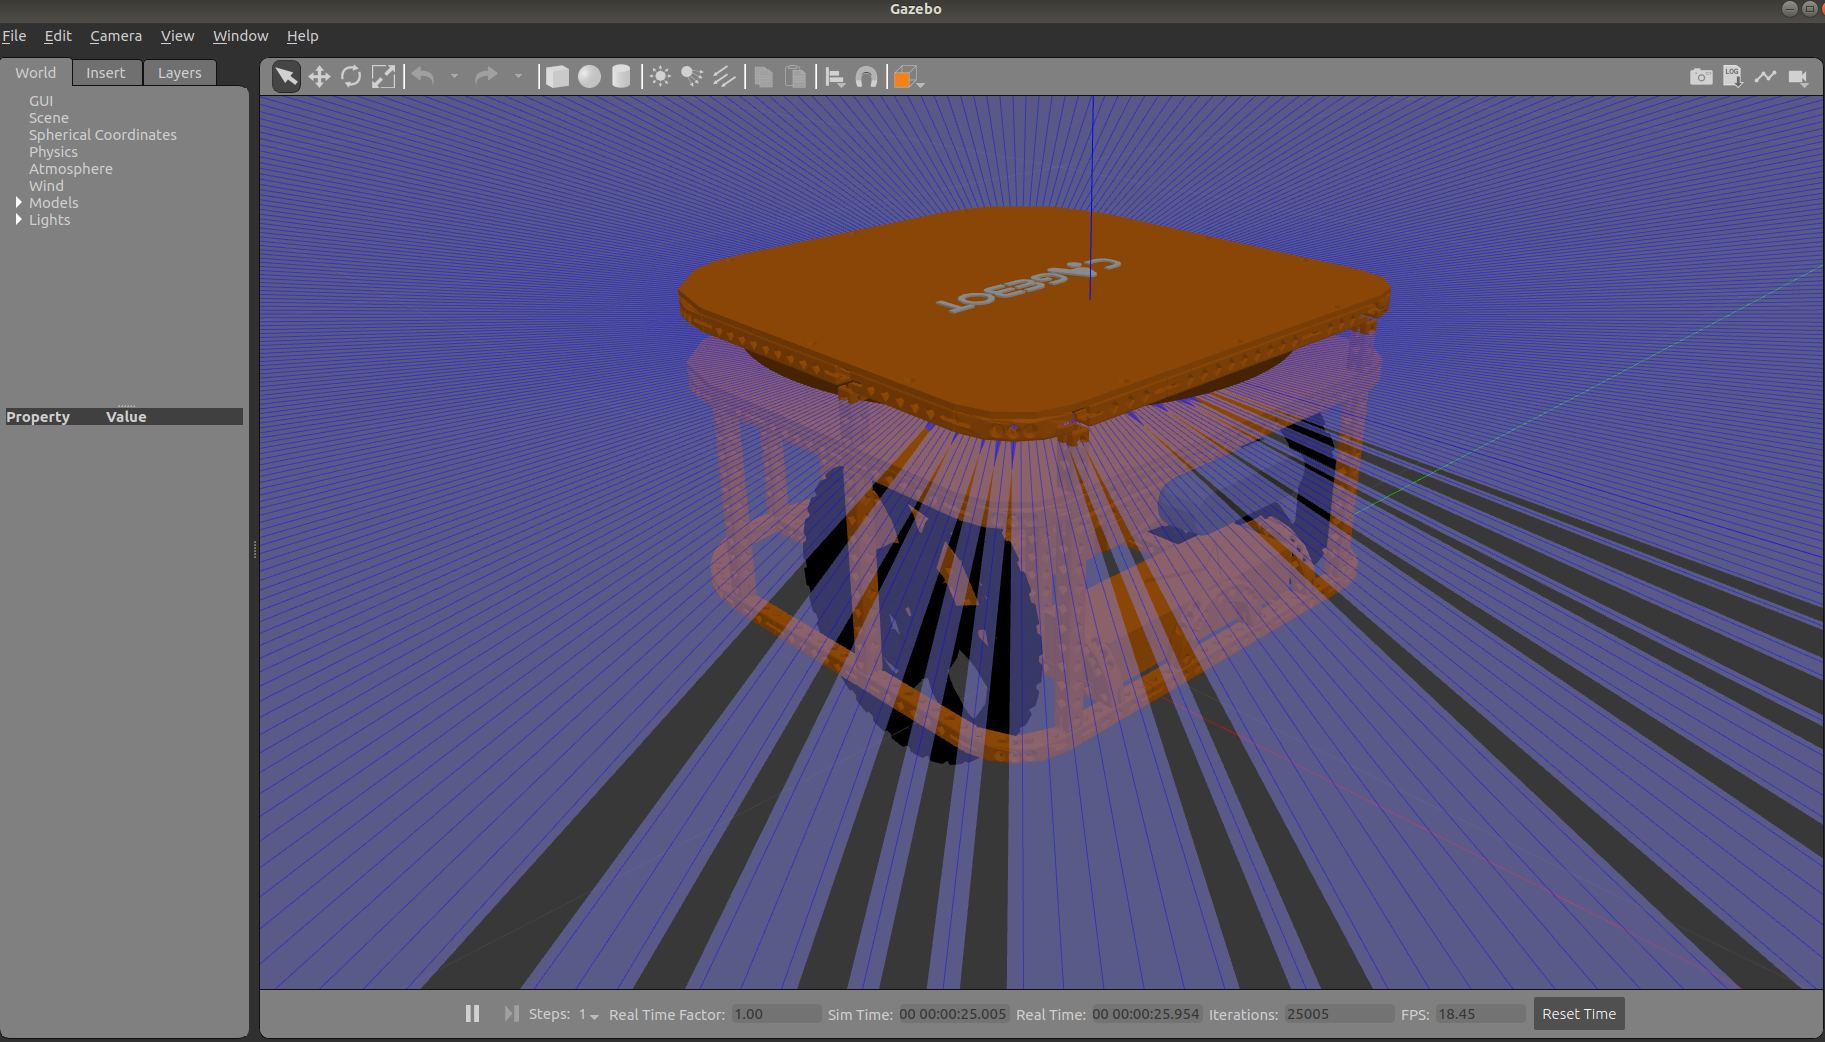 Gazebo
File Edit Camera View Window Help
World Insert Layers
GUI
Scene
Spherical Coordinates
Physics
Atmosphere
Wind
Models
Lights
Property Value
LOG
Steps: 1 Real Time Factor: 1.00 Sim Time: 00 00:00:25.005 Real Time: 00 00:00:25.954 Iterations: 25005 FPS: 18.45 Reset Time